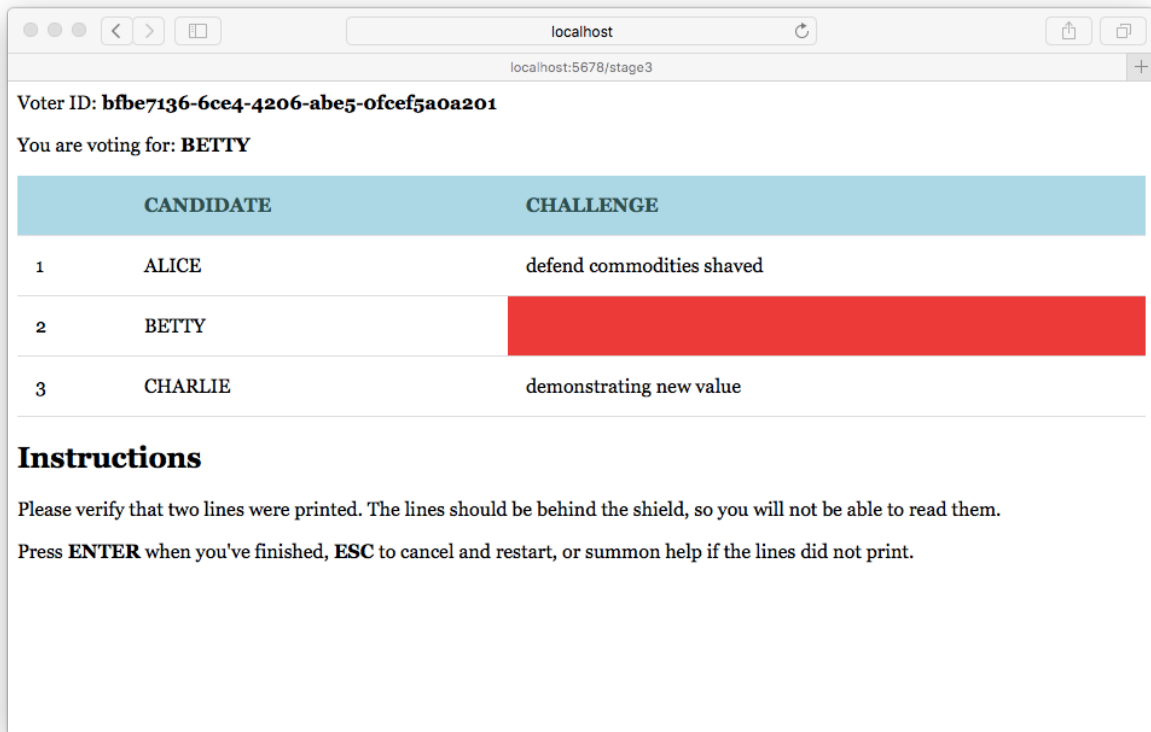 localhost
localhost:5678/stage3
Voter ID: bfbe7136-6ce4-4206-abe5-0fcef5a0a201
You are voting for: BETTY
CANDIDATE CHALLENGE
1 ALICE defend commodities shaved
2 BETTY
3 CHARLIE demonstrating new value
Instructions
Please verify that two lines were printed. The lines should be behind the shield, so you will not be able to read them.
Press ENTER when you've finished, ESC to cancel and restart, or summon help if the lines did not print.